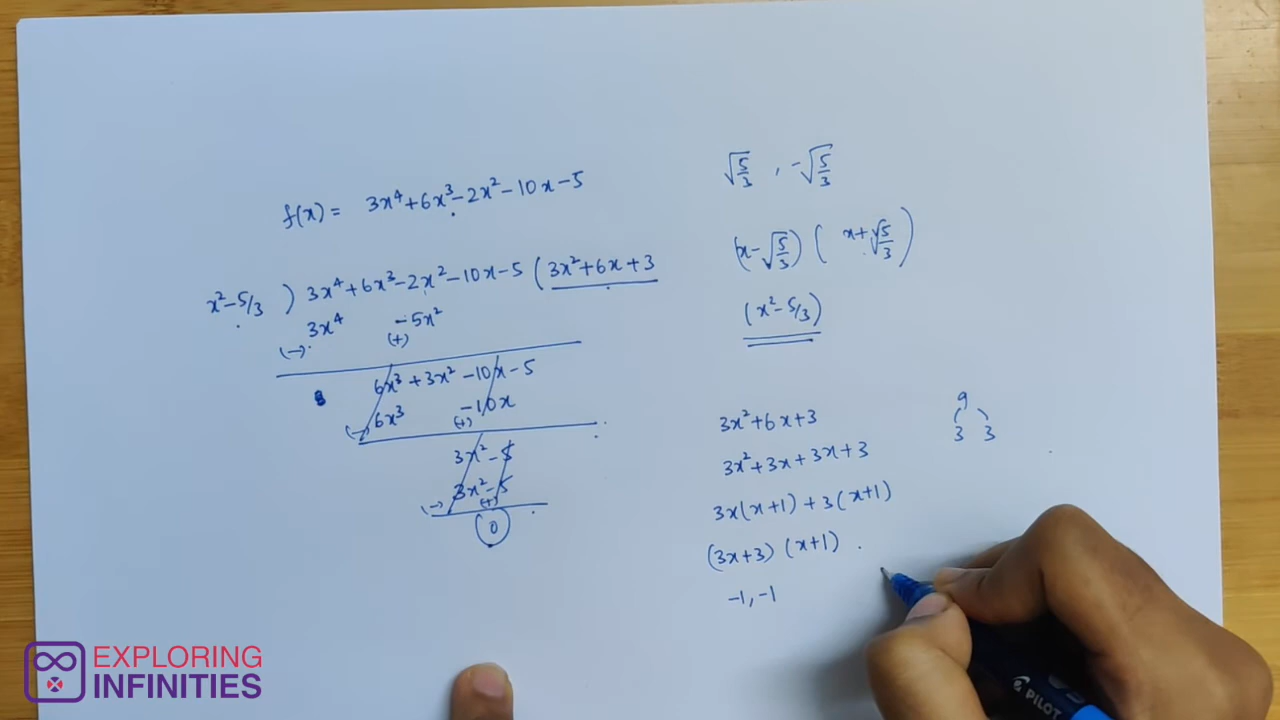 f(x) = 3x⁴+6x³-2x²-10x-5
x²-5/3 ) 3x⁴+6x³-2x²-10x-5 ( 3x²+6x+3
3x⁴ -5x²
(-) (+)
6x³+3x²-10x-5
6x³ -10x
(-) (+)
3x²-5
3x²-5
(-) (+)
0
√5/3 , -√5/3
(x-√5/3) ( x+√5/3 )
(x²-5/3)
3x²+6x+3
3x²+3x+3x+3
3x(x+1)+3(x+1)
(3x+3) (x+1)
-1,-1
9
3 3
EXPLORING
INFINITIES
PILOT